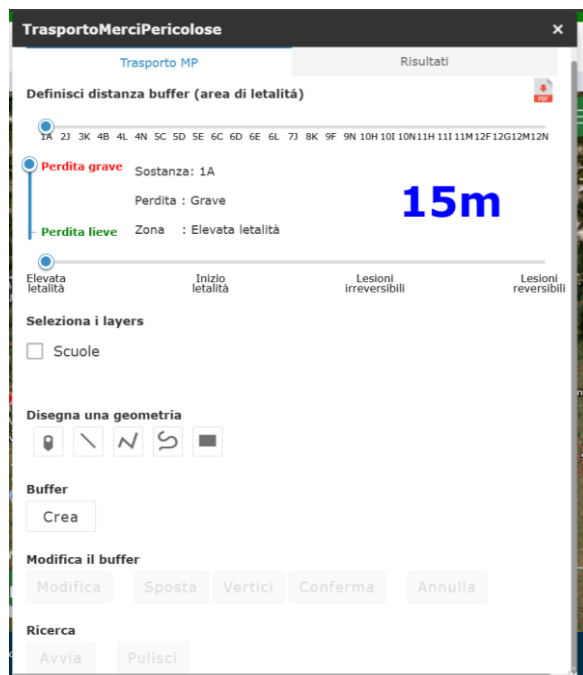 TrasportoMerciPericolose ×
Trasporto MP Risultati
Definisci distanza buffer (area di letalitá)
PDF
1A 2J 3K 4B 4L 4N 5C 5D 5E 6C 6D 6E 6L 7J 8K 9F 9N 10H 10I 10N 11H 11I 11M 12F 12G 12M 12N
Perdita grave
Sostanza: 1A
Perdita : Grave
15m
Perdita lieve
Zona : Elevata letalità
Elevata letalità
Inizio letalità
Lesioni irreversibili
Lesioni reversibili
Seleziona i layers
Scuole
Disegna una geometria
Buffer
Crea
Modifica il buffer
Modifica Sposta Vertici Conferma Annulla
Ricerca
Avvia Pulisci